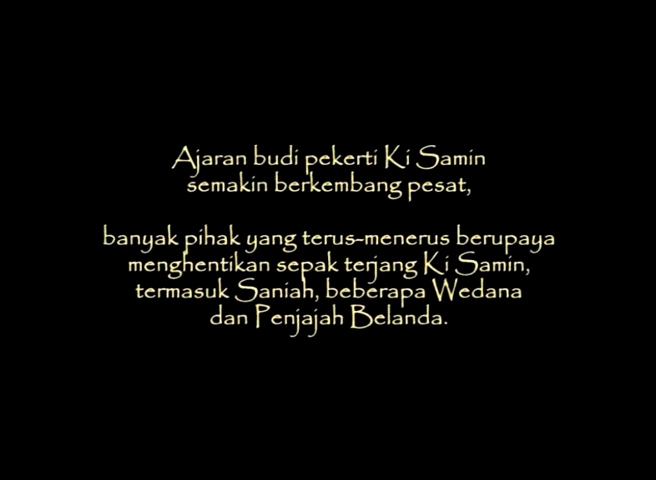 Ajaran budi pekerti Ki Samin
semakin berkembang pesat,
banyak pihak yang terus-menerus berupaya
menghentikan sepak terjang Ki Samin,
termasuk Saniah, beberapa Wedana
dan Penjajah Belanda.